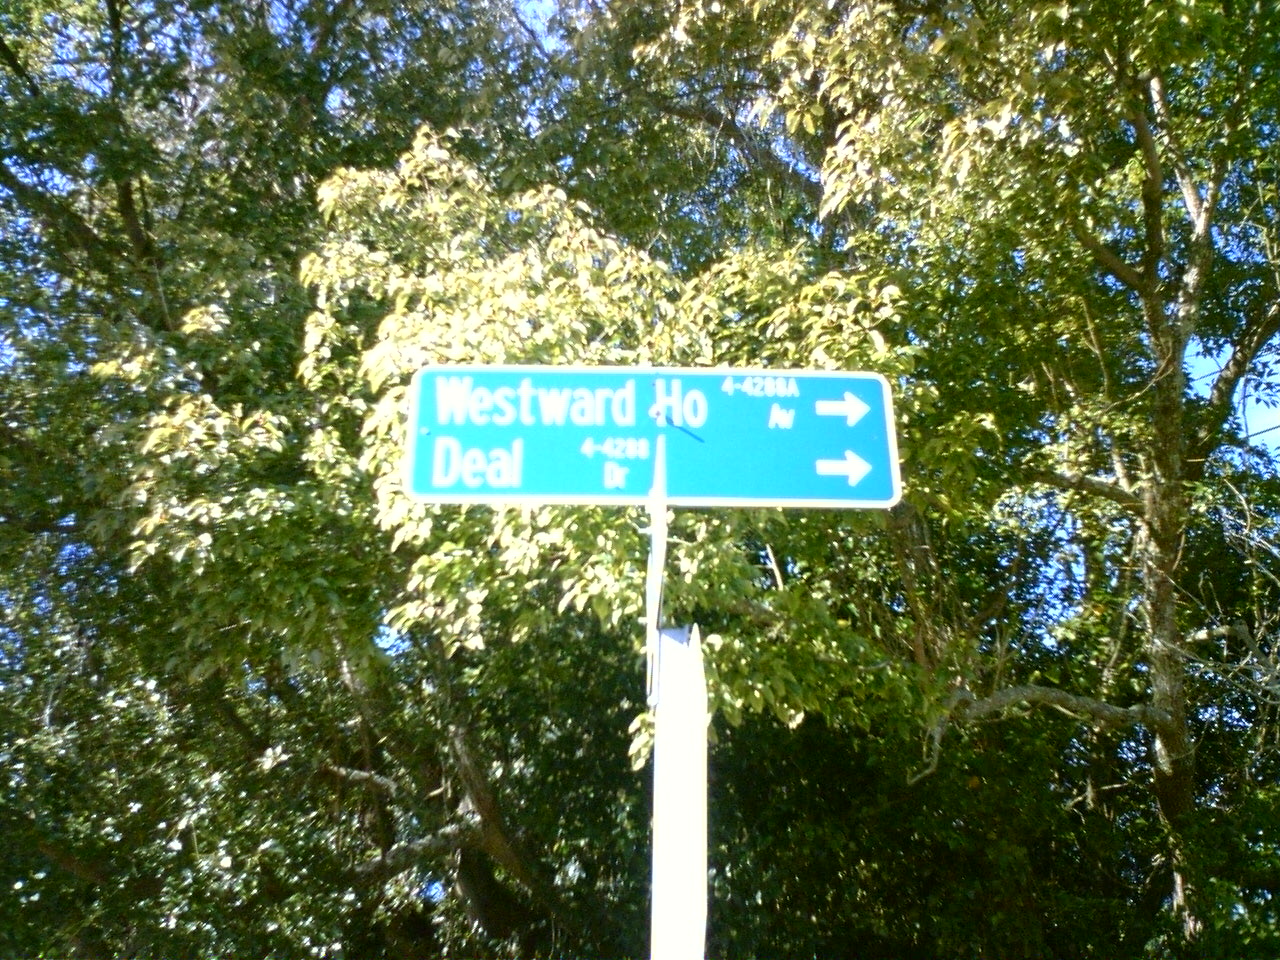 Westward Ho 4-4288A Av →
Deal 4-4288 Dr →